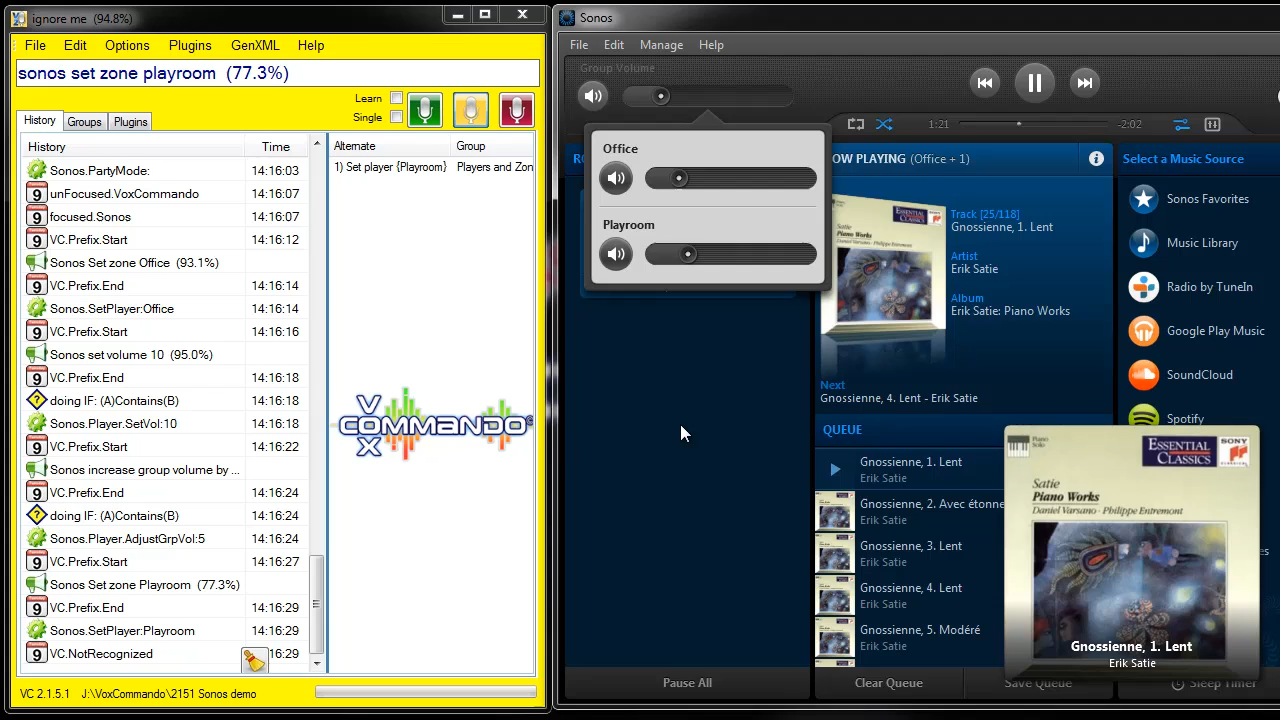 ignore me (94.8%)
File Edit Options Plugins GenXML Help
sonos set zone playroom (77.3%)
Learn
Single
History Groups Plugins
History Time
Sonos.PartyMode: 14:16:03
unFocused.VoxCommando 14:16:07
focused.Sonos 14:16:07
VC.Prefix.Start 14:16:12
Sonos Set zone Office (93.1%)
VC.Prefix.End 14:16:14
Sonos.SetPlayer:Office 14:16:14
VC.Prefix.Start 14:16:16
Sonos set volume 10 (95.0%)
VC.Prefix.End 14:16:18
doing IF: (A)Contains(B) 14:16:18
Sonos.Player.SetVol:10 14:16:18
VC.Prefix.Start 14:16:22
Sonos increase group volume by ...
VC.Prefix.End 14:16:24
doing IF: (A)Contains(B) 14:16:24
Sonos.Player.AdjustGrpVol:5 14:16:24
VC.Prefix.Start 14:16:27
Sonos Set zone Playroom (77.3%)
VC.Prefix.End 14:16:29
Sonos.SetPlayer:Playroom 14:16:29
VC.NotRecognized 16:29
Alternate Group
1) Set player {Playroom} Players and Zon
VOX COMMANDO
VC 2.1.5.1 J:\VoxCommando\2151 Sonos demo
Sonos
File Edit Manage Help
Group Volume
1:21 -2:02
Office
Playroom
OW PLAYING (Office + 1)
Track [25/118]
Gnossienne, 1. Lent
Artist
Erik Satie
Album
Erik Satie: Piano Works
Next
Gnossienne, 4. Lent - Erik Satie
QUEUE
Gnossienne, 1. Lent
Erik Satie
Gnossienne, 2. Avec étonne
Erik Satie
Gnossienne, 3. Lent
Erik Satie
Gnossienne, 4. Lent
Erik Satie
Gnossienne, 5. Modéré
Erik Satie
Pause All
Clear Queue
Save Queue
Sleep Timer
Select a Music Source
Sonos Favorites
Music Library
Radio by TuneIn
Google Play Music
SoundCloud
Spotify
Piano
Solo
ESSENTIAL
CLASSICS
SONY
Satie
Piano Works
Daniel Varsano · Philippe Entremont
Gnossienne, 1. Lent
Erik Satie